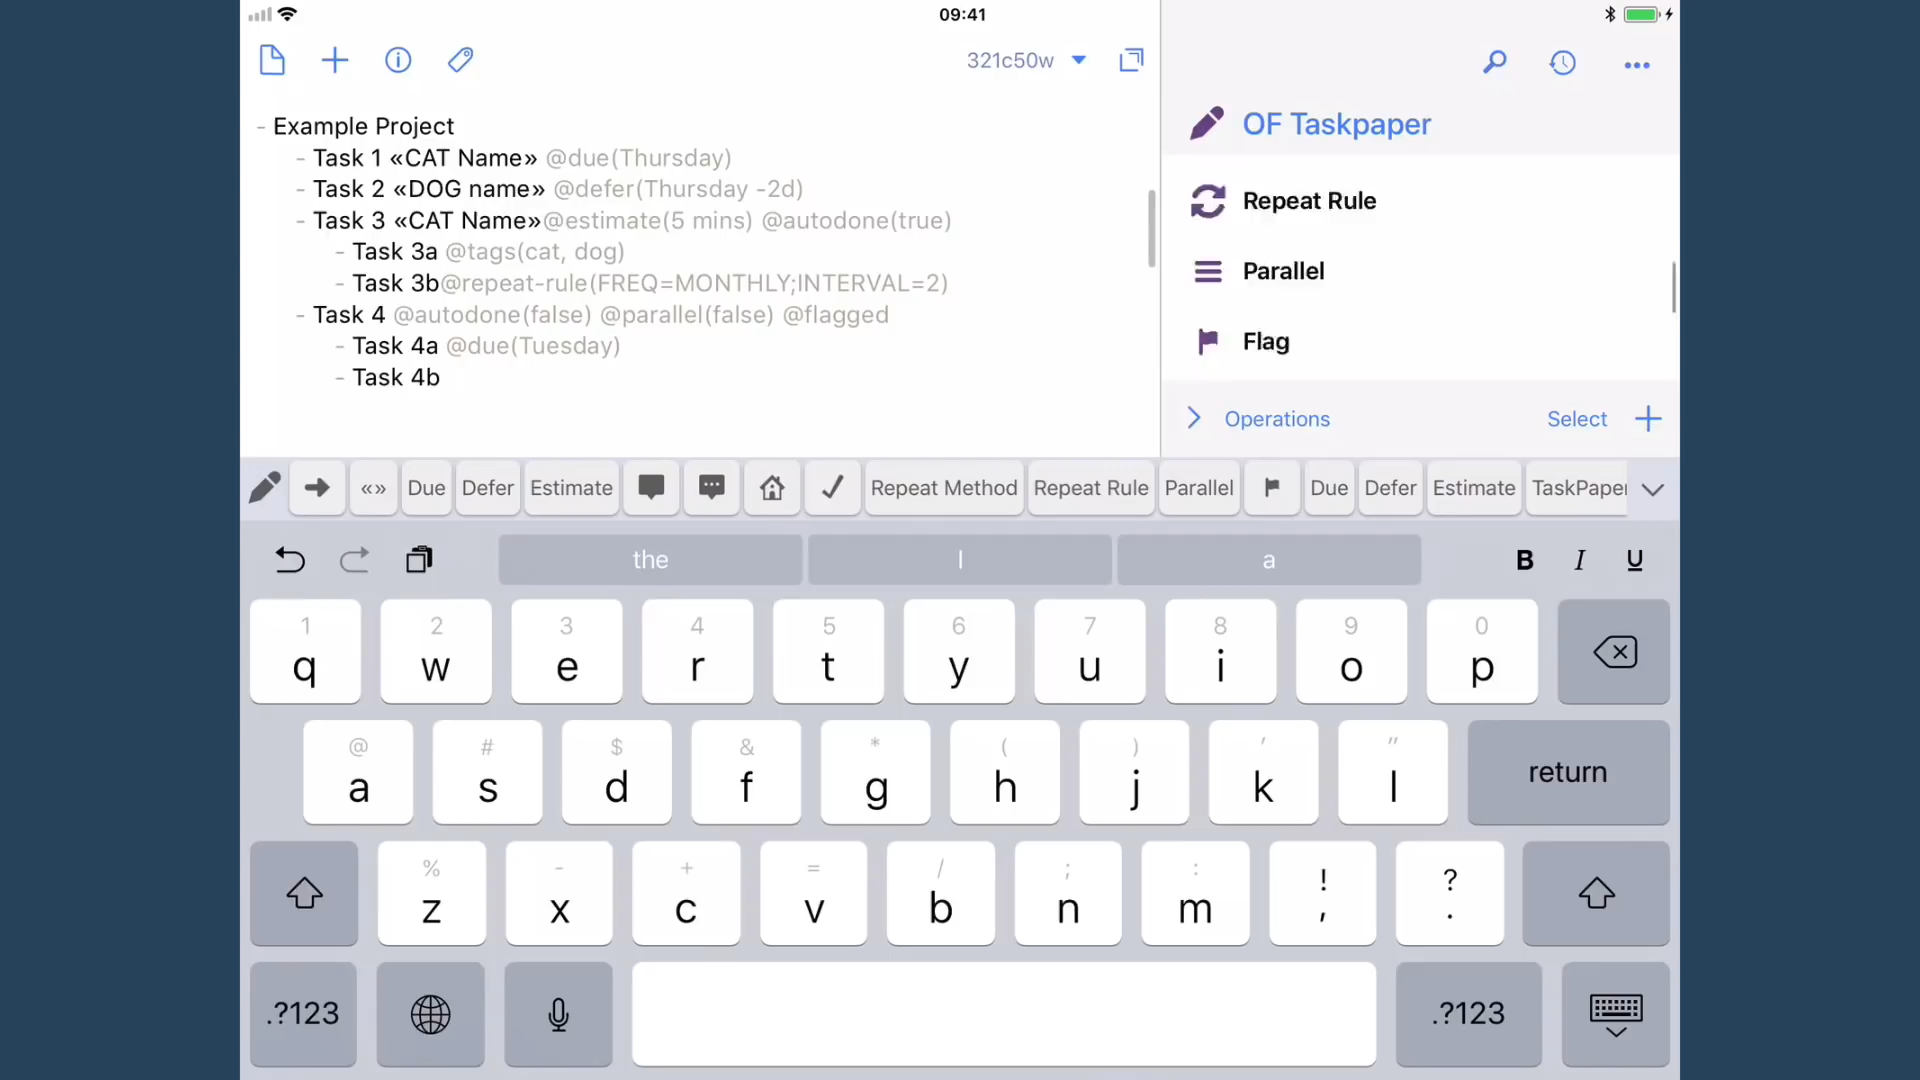 09:41
321c50w
- Example Project
- Task 1 «CAT Name» @due(Thursday)
- Task 2 «DOG name» @defer(Thursday -2d)
- Task 3 «CAT Name»@estimate(5 mins) @autodone(true)
- Task 3a @tags(cat, dog)
- Task 3b@repeat-rule(FREQ=MONTHLY;INTERVAL=2)
- Task 4 @autodone(false) @parallel(false) @flagged
- Task 4a @due(Tuesday)
- Task 4b
OF Taskpaper
Repeat Rule
Parallel
Flag
Operations Select
«» Due Defer Estimate Repeat Method Repeat Rule Parallel Due Defer Estimate TaskPaper
the I a B I U
1 2 3 4 5 6 7 8 9 0
q w e r t y u i o p
@ # $ & * ( ) ' "
a s d f g h j k l return
% - + = / ; : ! ?
z x c v b n m , .
.?123 .?123